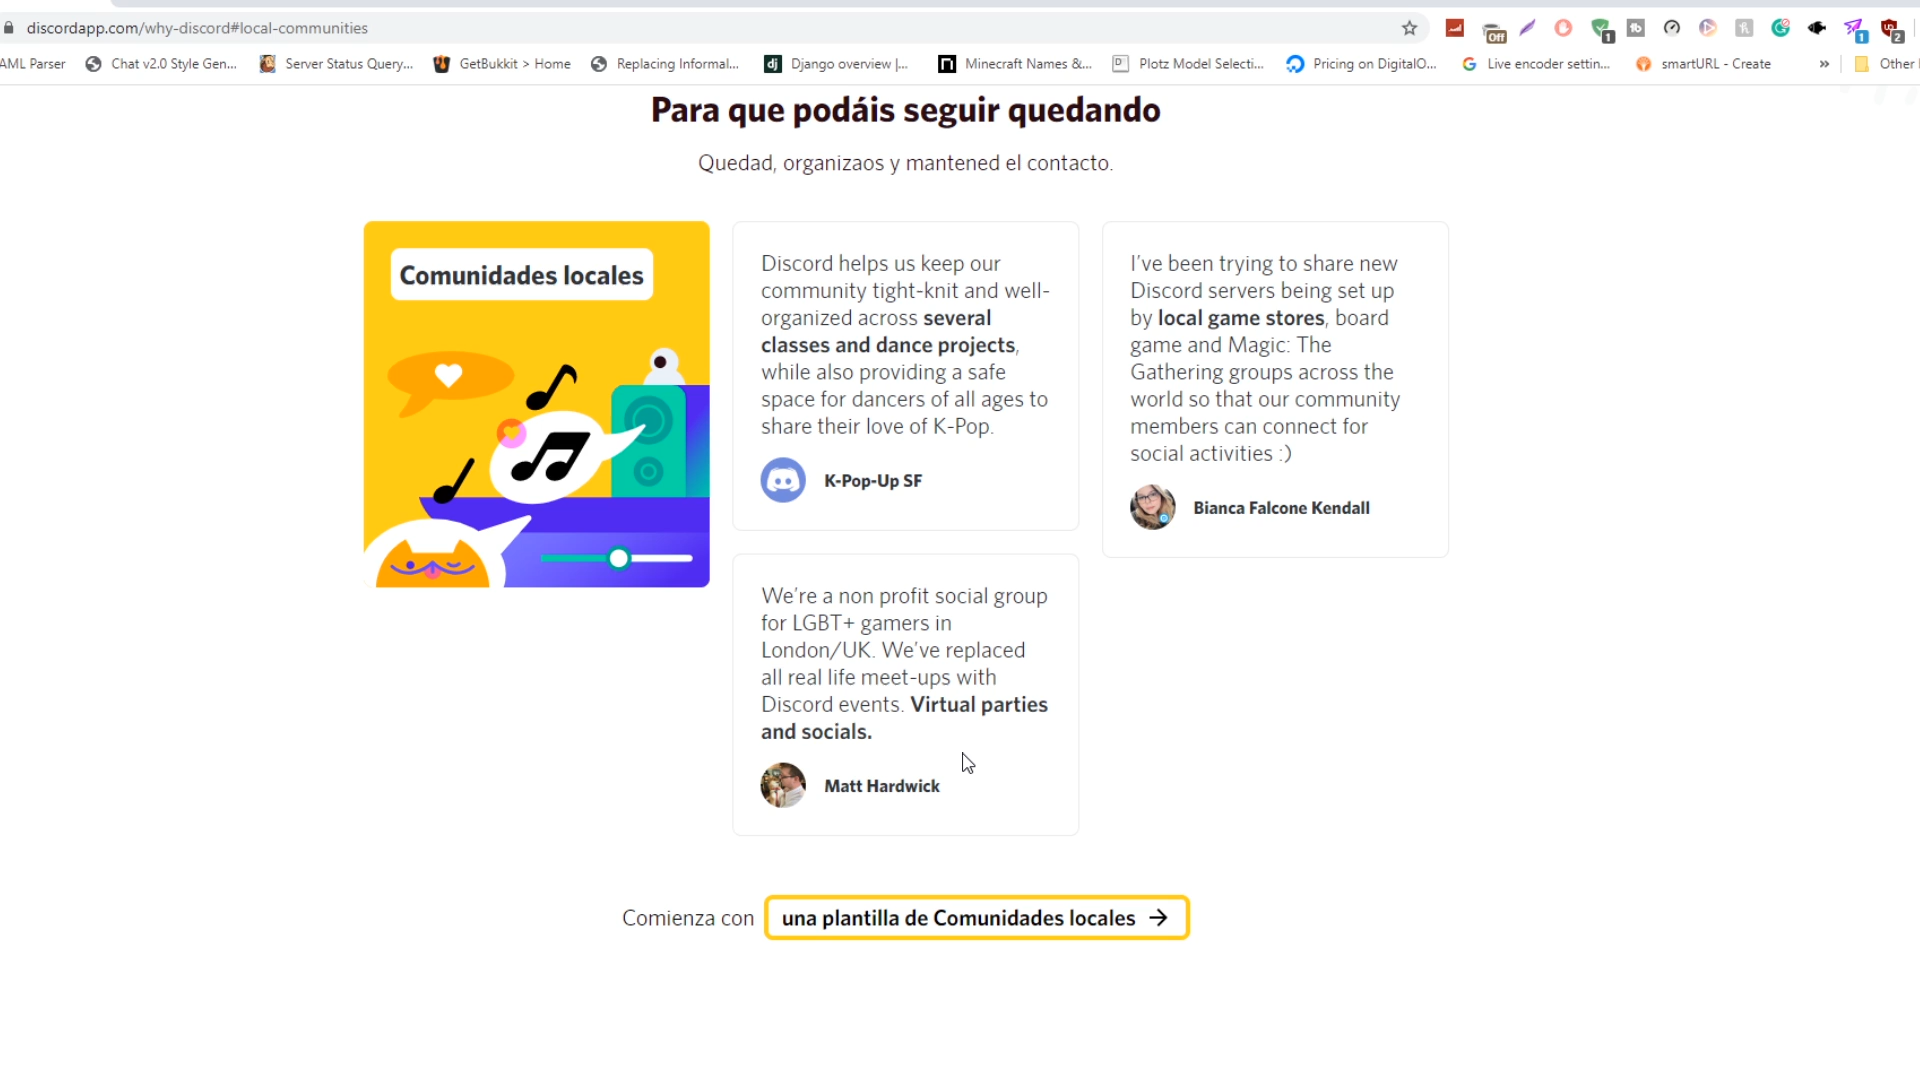 discordapp.com/why-discord#local-communities
Off
1
1
2
AML Parser
Chat v2.0 Style Gen...
Server Status Query...
GetBukkit > Home
Replacing Informal...
dj
Django overview |...
Minecraft Names &...
Plotz Model Selecti...
Pricing on DigitalO...
Live encoder settin...
smartURL - Create
»
Other
Para que podáis seguir quedando
Quedad, organizaos y mantened el contacto.
Comunidades locales
Discord helps us keep our
community tight-knit and well-
organized across several
classes and dance projects,
while also providing a safe
space for dancers of all ages to
share their love of K-Pop.
K-Pop-Up SF
I've been trying to share new
Discord servers being set up
by local game stores, board
game and Magic: The
Gathering groups across the
world so that our community
members can connect for
social activities :)
Bianca Falcone Kendall
We're a non profit social group
for LGBT+ gamers in
London/UK. We've replaced
all real life meet-ups with
Discord events. Virtual parties
and socials.
Matt Hardwick
Comienza con una plantilla de Comunidades locales →